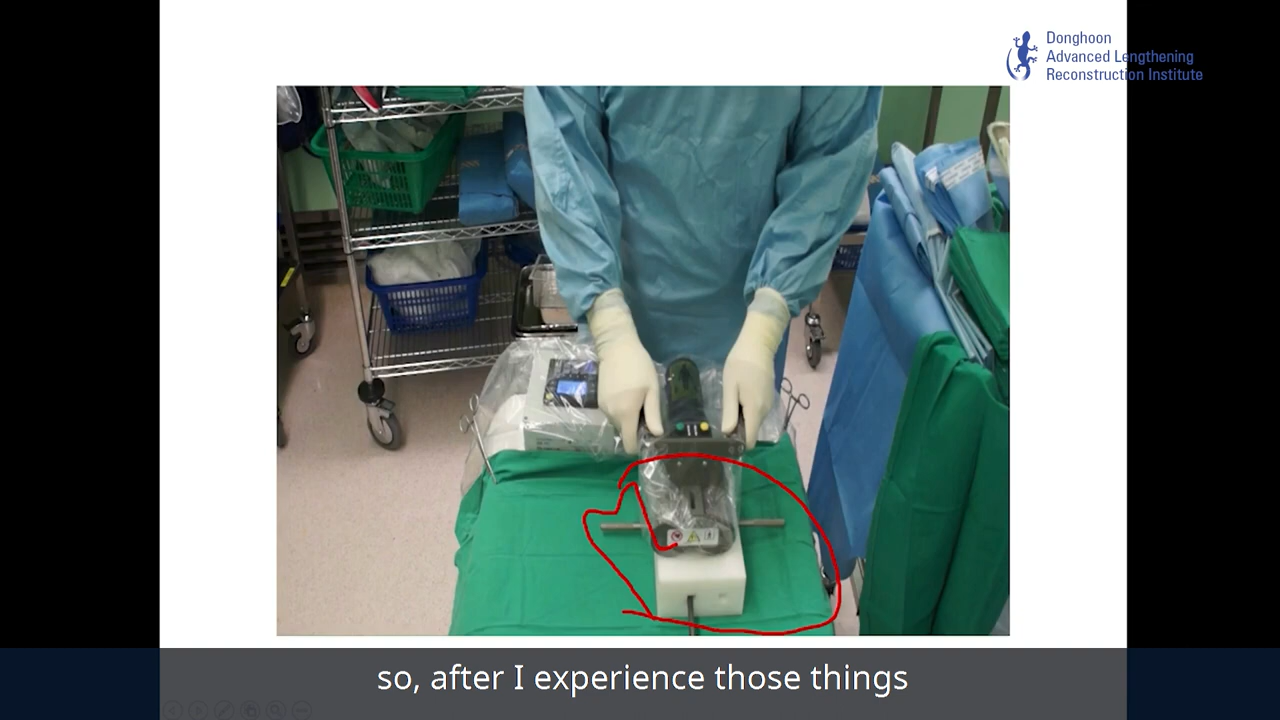 Donghoon
Advanced Lengthening
Reconstruction Institute
so, after I experience those things